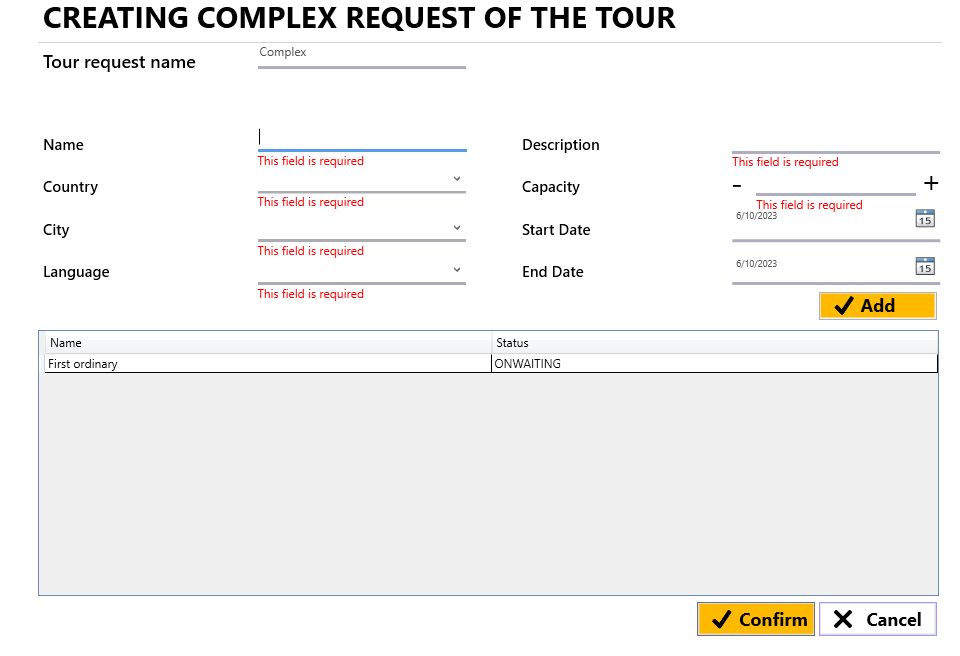 CREATING COMPLEX REQUEST OF THE TOUR
Tour request name
Complex
Name
This field is required
Description
This field is required
Country
This field is required
Capacity
- +
This field is required
City
This field is required
Start Date
6/10/2023
15
Language
This field is required
End Date
6/10/2023
15
Add
Name Status
First ordinary ONWAITING
Confirm Cancel